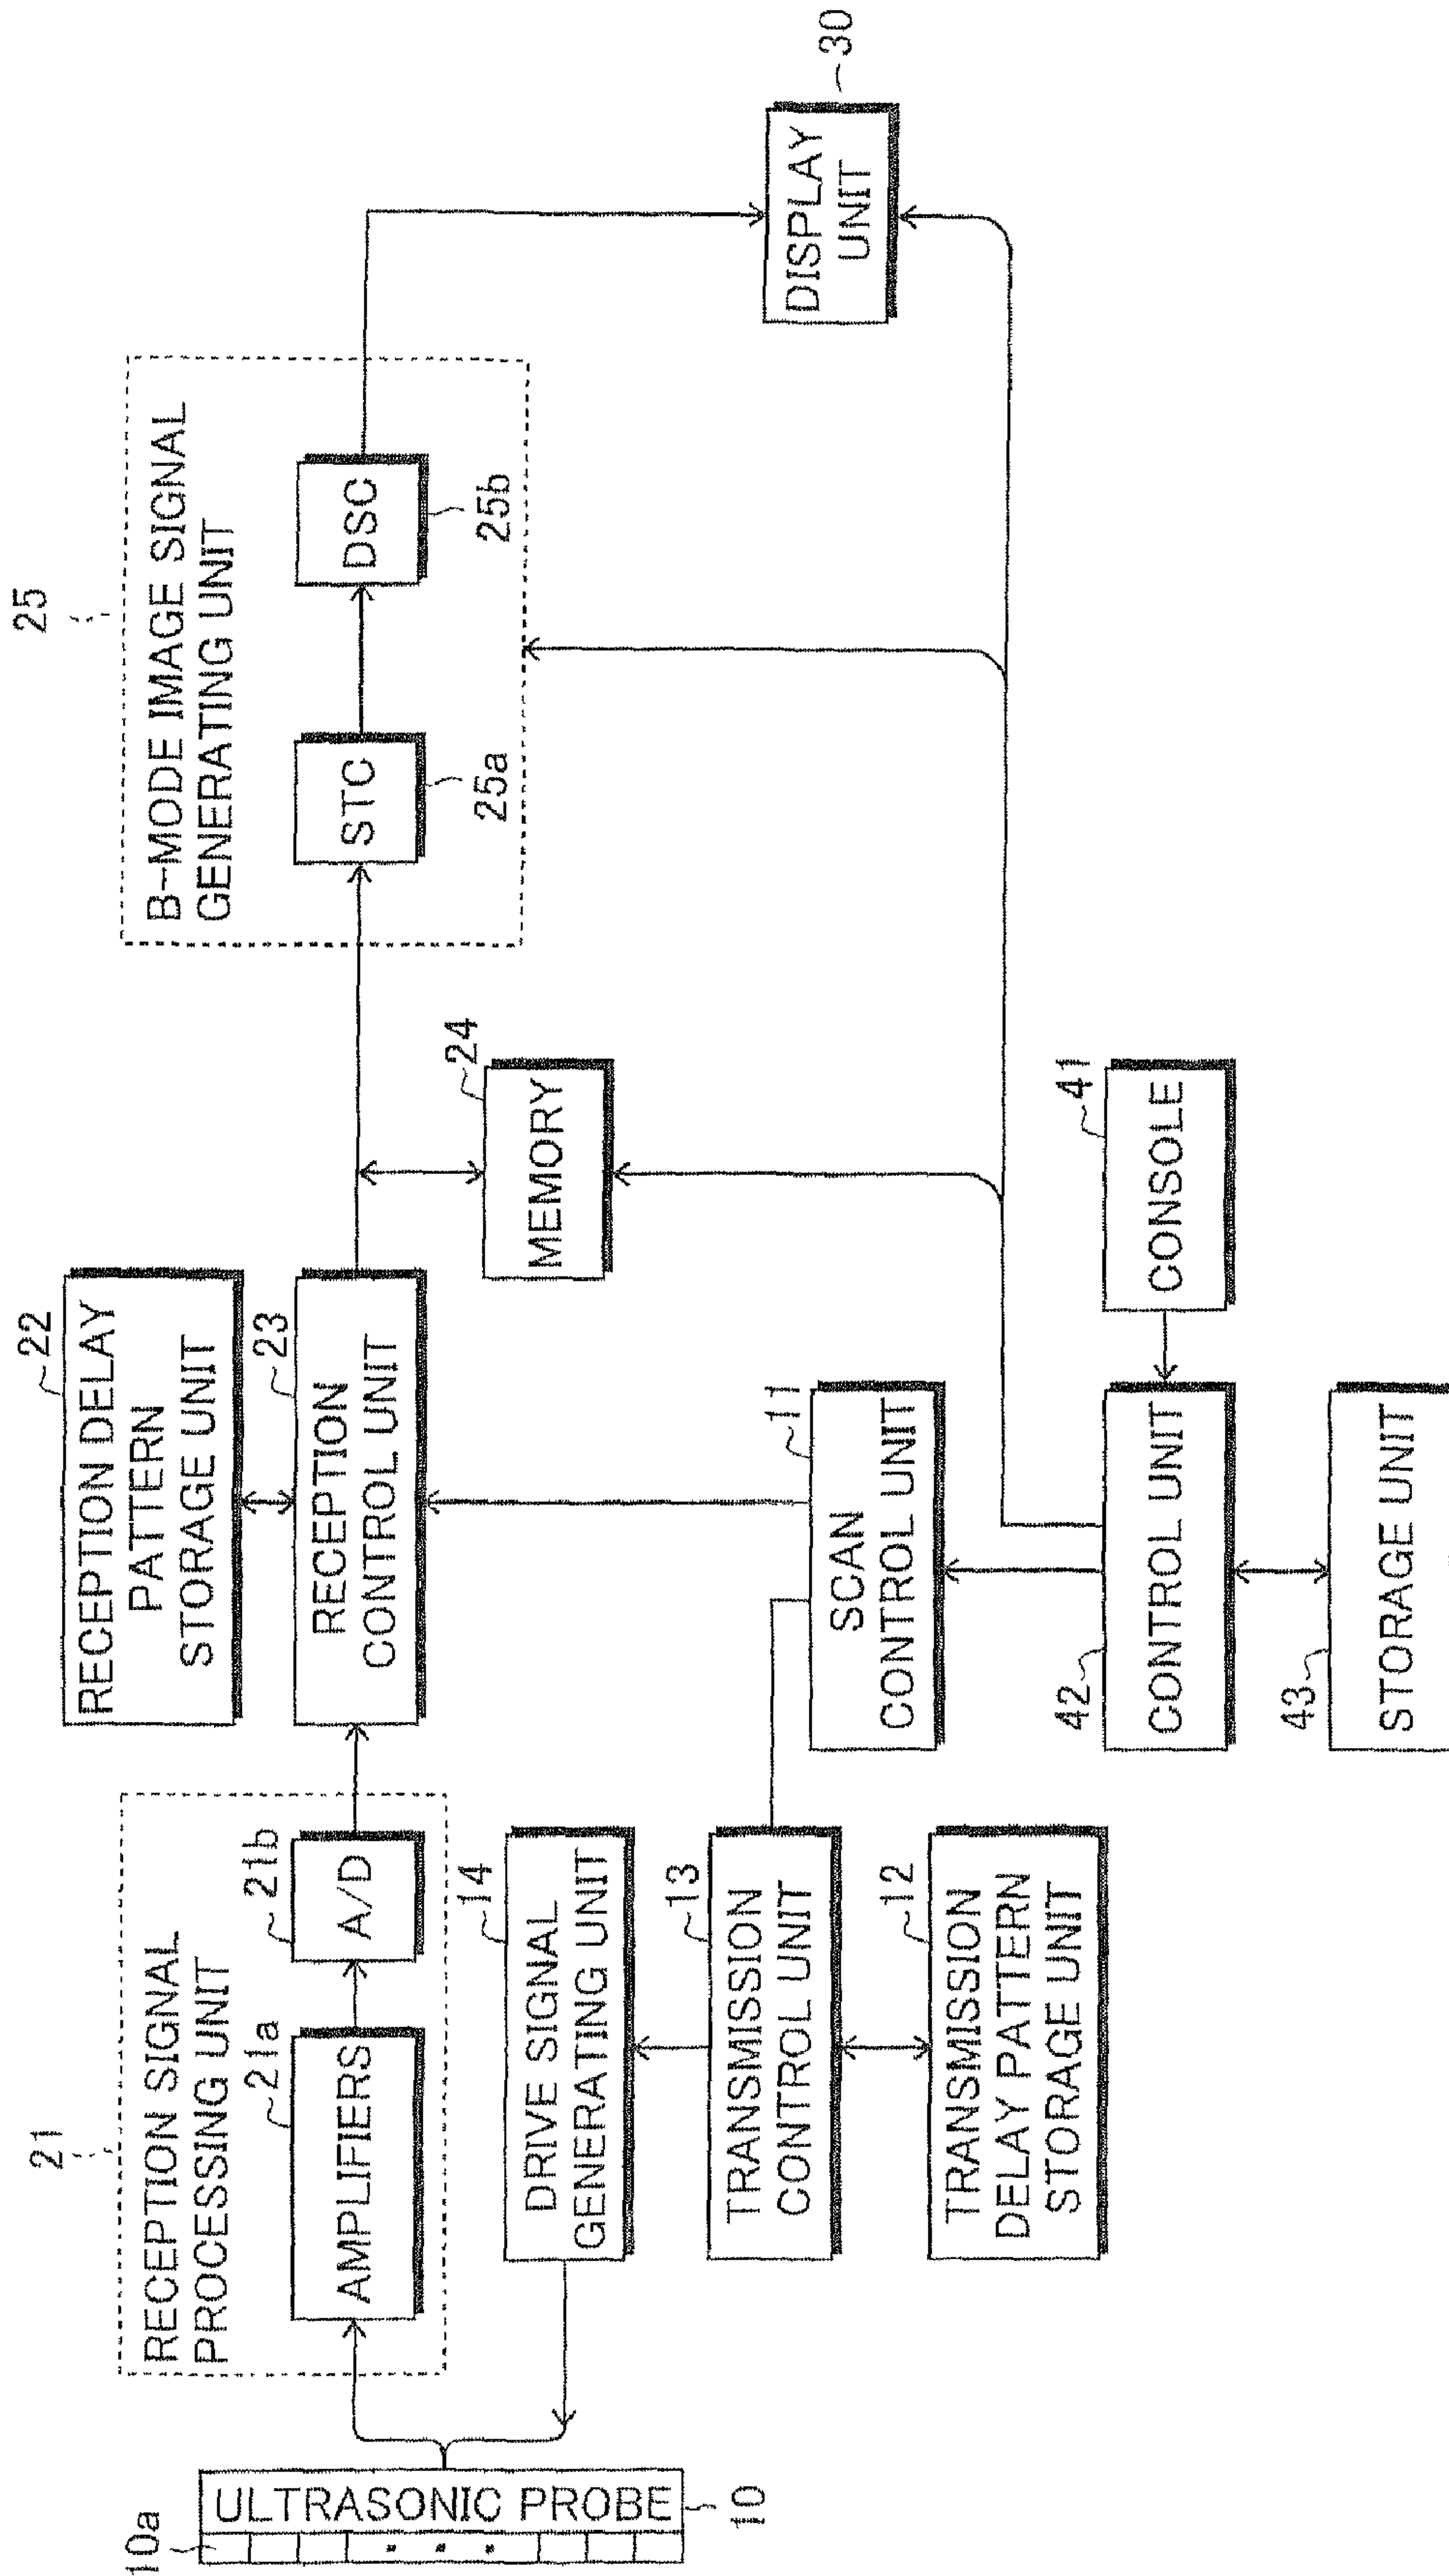 25
B-MODE IMAGE SIGNAL
GENERATING UNIT
STC
25a
DSC
25b
DISPLAY
UNIT
30
22
RECEPTION DELAY
PATTERN
STORAGE UNIT
23
RECEPTION
CONTROL UNIT
24
MEMORY
21
RECEPTION SIGNAL
PROCESSING UNIT
21a
AMPLIFIERS
21b
A/D
10a
ULTRASONIC PROBE
10
14
DRIVE SIGNAL
GENERATING UNIT
13
TRANSMISSION
CONTROL UNIT
12
TRANSMISSION
DELAY PATTERN
STORAGE UNIT
11
SCAN
CONTROL UNIT
41
CONSOLE
42
CONTROL UNIT
43
STORAGE UNIT